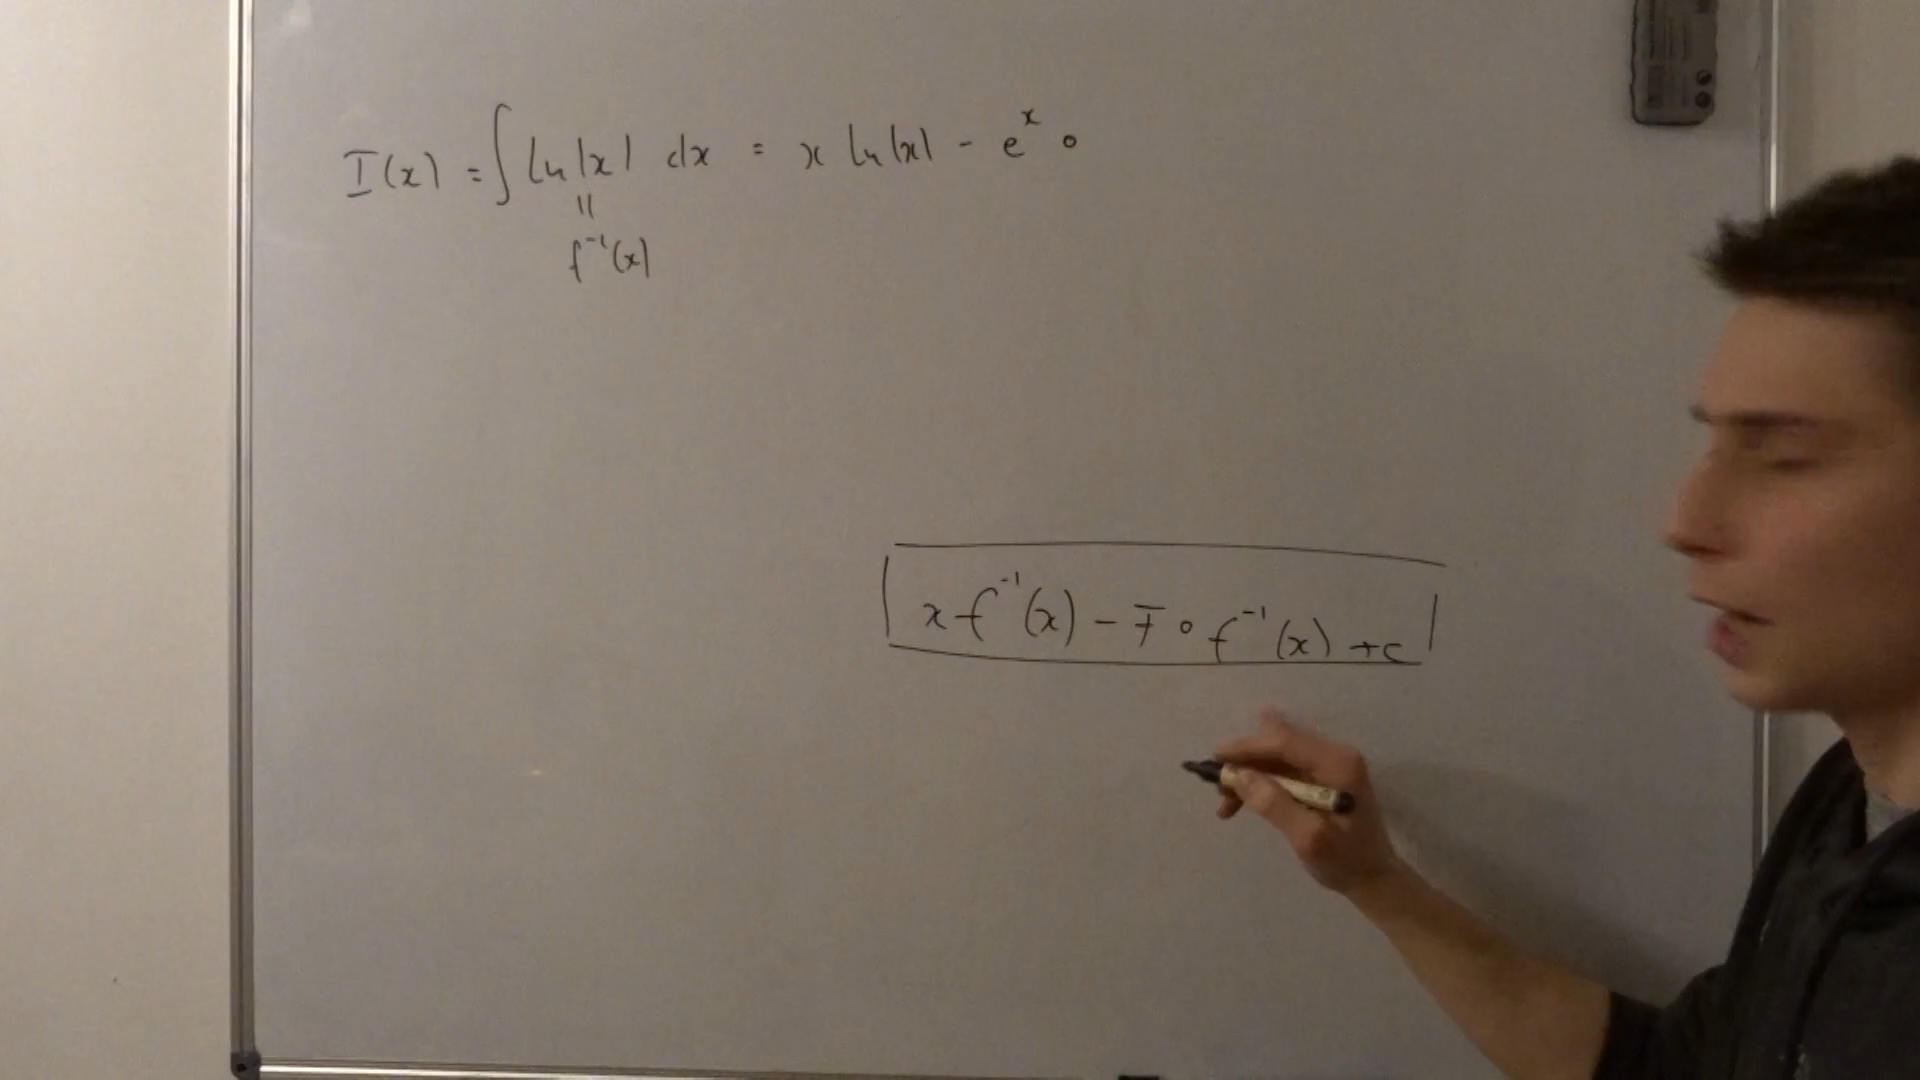 I(x) = ∫ ln|x| dx = x ln|x| - e^x ∘
||
f^-1(x)
x f^-1(x) - F ∘ f^-1(x) + c